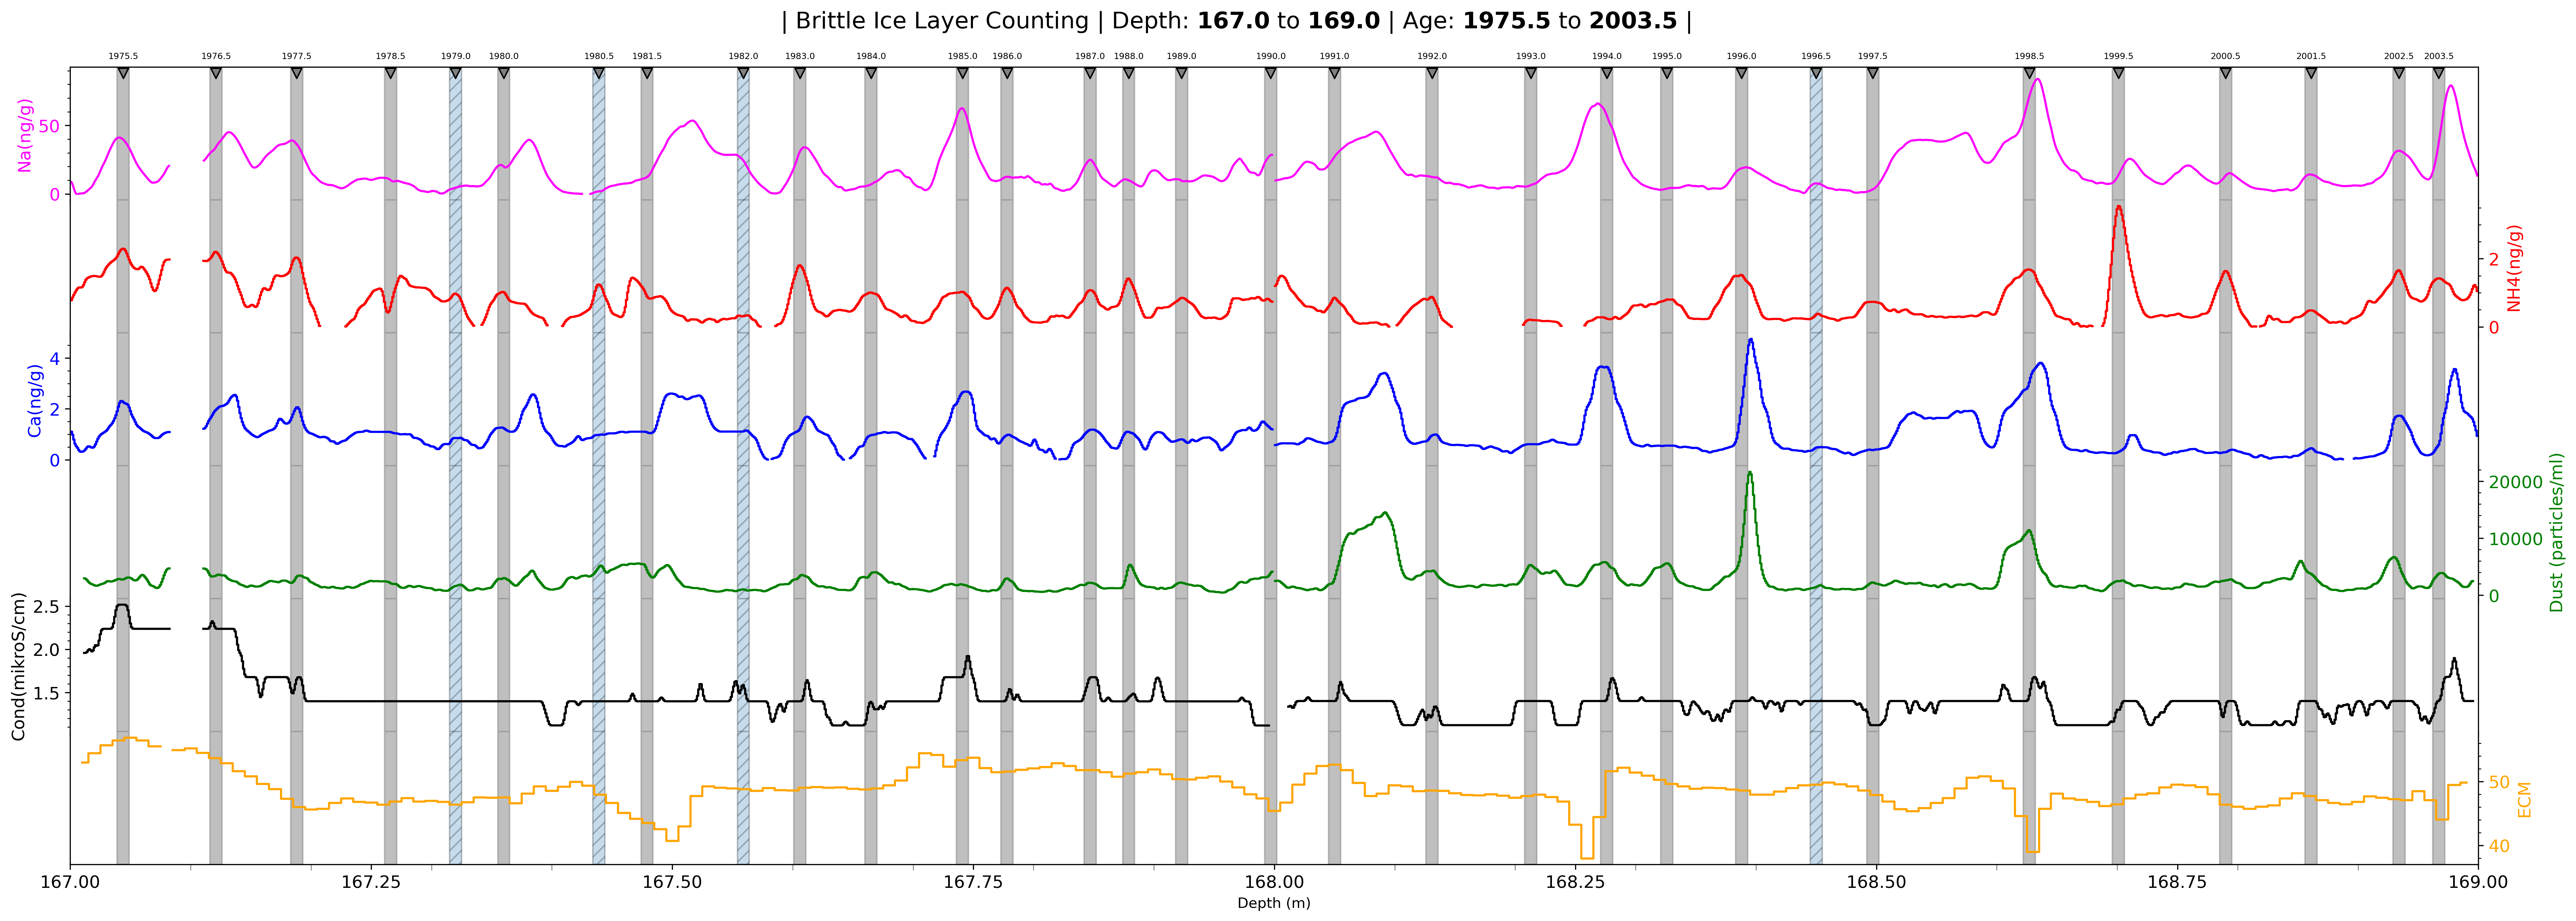 | Brittle Ice Layer Counting | Depth: 167.0 to 169.0 | Age: 1975.5 to 2003.5 |
1975.5 1976.5 1977.5 1978.5 1979.0 1980.0 1980.5 1981.5 1982.0 1983.0 1984.0 1985.0 1986.0 1987.0 1988.0 1989.0 1990.0 1991.0 1992.0 1993.0 1994.0 1995.0 1996.0 1996.5 1997.5 1998.5 1999.5 2000.5 2001.5 2002.5 2003.5
Na(ng/g)
50
0
NH4(ng/g)
2
0
Ca(ng/g)
4
2
0
Dust (particles/ml)
20000
10000
0
Cond(mikroS/cm)
2.5
2.0
1.5
ECM
50
40
167.00 167.25 167.50 167.75 168.00 168.25 168.50 168.75 169.00
Depth (m)